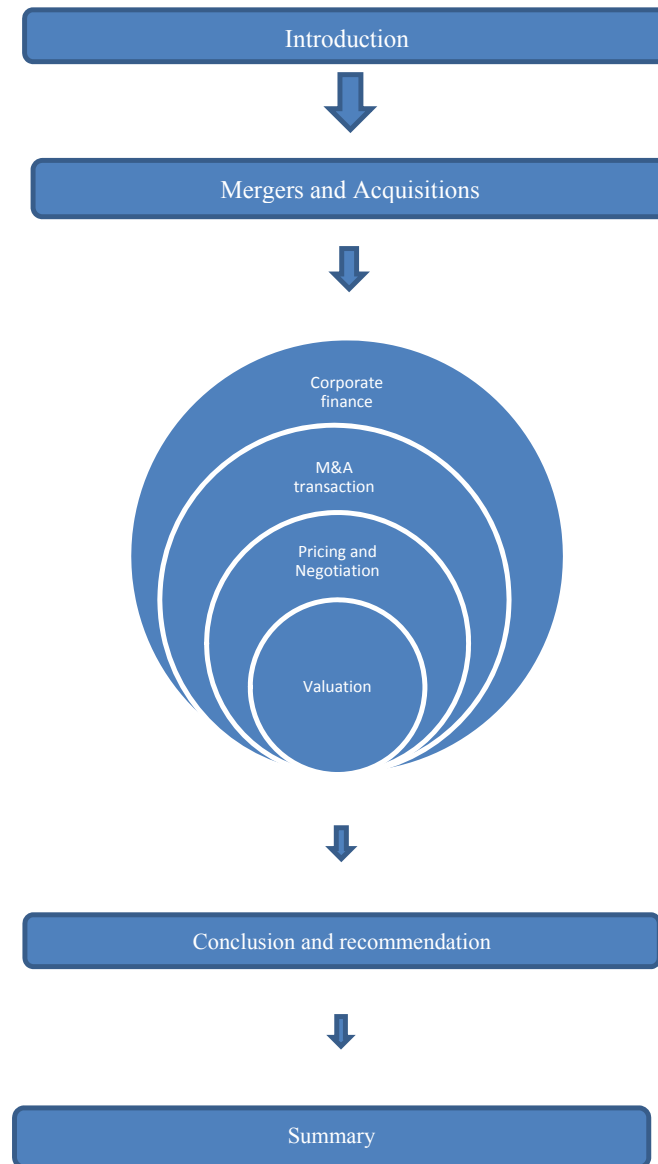 Introduction
Mergers and Acquisitions
Corporate
finance
M&A
transaction
Pricing and
Negotiation
Valuation
Conclusion and recommendation
Summary